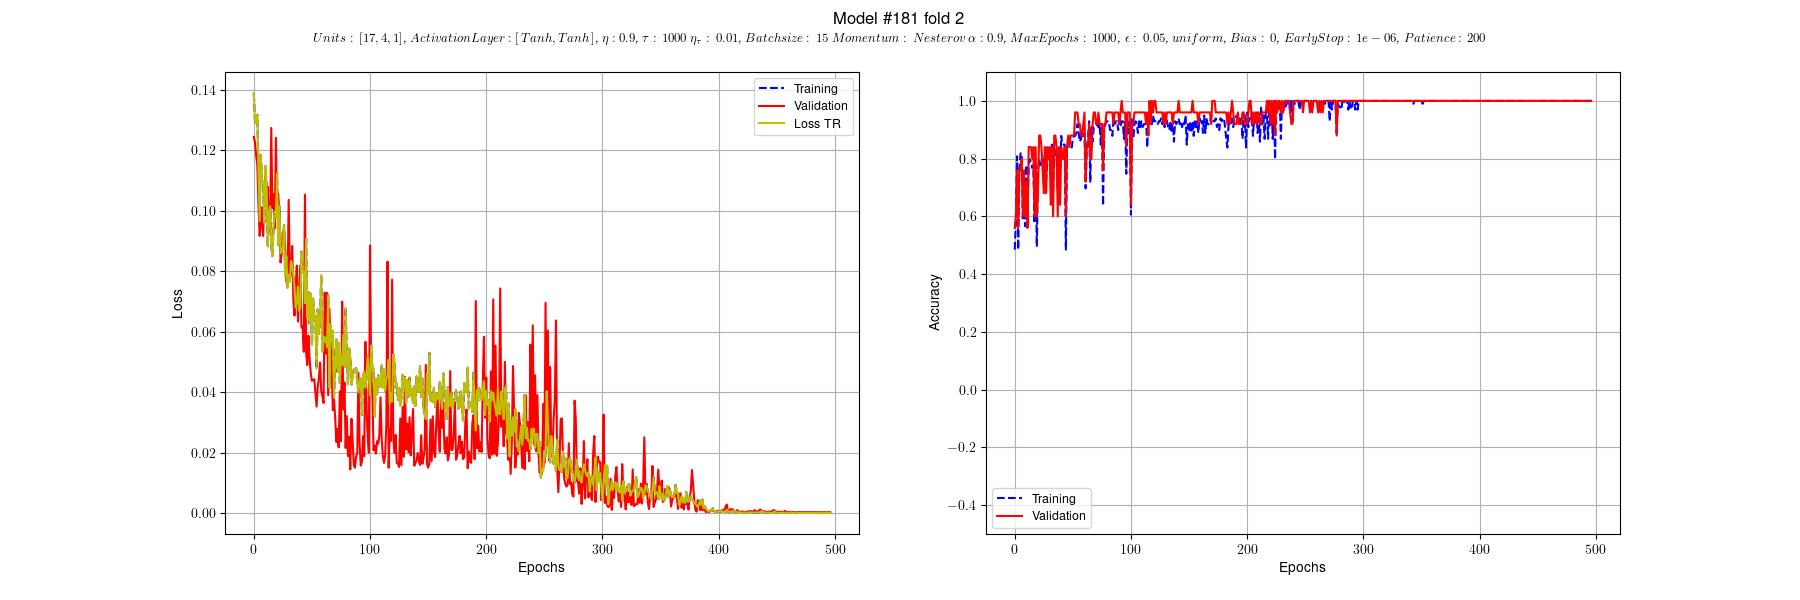 Model #181 fold 2
Units : [17, 4, 1], ActivationLayer : [Tanh, Tanh], η : 0.9, τ : 1000 ητ : 0.01, Batchsize : 15 Momentum : Nesterov α : 0.9, MaxEpochs : 1000, ϵ : 0.05, uniform, Bias : 0, EarlyStop : 1e − 06, Patience : 200
0.14
0.12
0.10
0.08
0.06
0.04
0.02
0.00
Loss
Training
Validation
Loss TR
0 100 200 300 400 500
Epochs
1.0
0.8
0.6
0.4
0.2
0.0
−0.2
−0.4
Accuracy
Training
Validation
0 100 200 300 400 500
Epochs